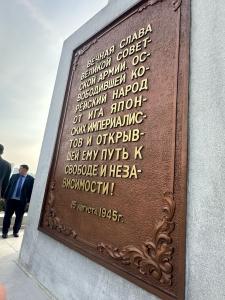 ВЕЧНАЯ СЛАВА
ВЕЛИКОЙ СОВЕТ-
СКОЙ АРМИИ, ОС-
ВОБОДИВШЕЙ КО-
РЕЙСКИЙ НАРОД
ОТ ИГА ЯПОН-
СКИХ ИМПЕРИАЛИС-
ТОВ И ОТКРЫВ-
ШЕЙ ЕМУ ПУТЬ К
СВОБОДЕ И НЕЗА-
ВИСИМОСТИ!
15 августа 1945г.